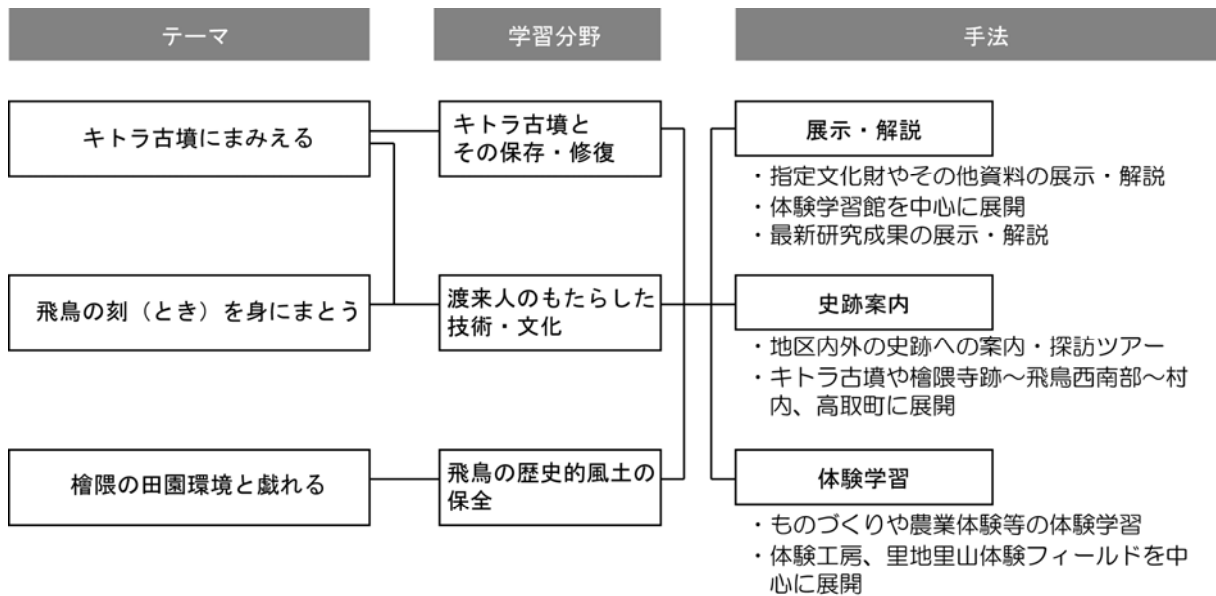 テーマ
学習分野
手法
キトラ古墳にまみえる
キトラ古墳と
その保存・修復
展示・解説
・指定文化財やその他資料の展示・解説
・体験学習館を中心に展開
・最新研究成果の展示・解説
飛鳥の刻（とき）を身にまとう
渡来人のもたらした
技術・文化
史跡案内
・地区内外の史跡への案内・探訪ツアー
・キトラ古墳や檜隈寺跡～飛鳥西南部～村
内、高取町に展開
檜隈の田園環境と戯れる
飛鳥の歴史的風土の
保全
体験学習
・ものづくりや農業体験等の体験学習
・体験工房、里地里山体験フィールドを中
心に展開